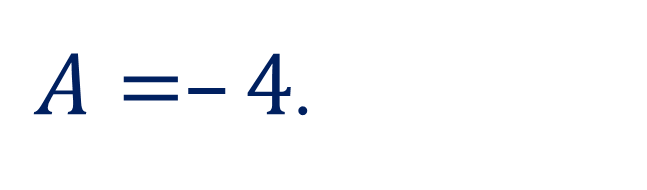 A =– 4.